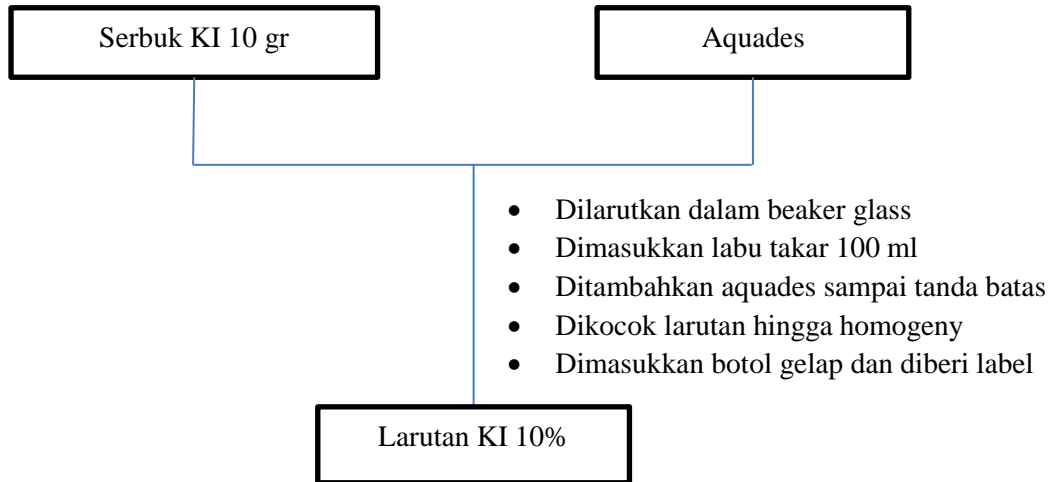 Serbuk KI 10 gr
Aquades
• Dilarutkan dalam beaker glass
• Dimasukkan labu takar 100 ml
• Ditambahkan aquades sampai tanda batas
• Dikocok larutan hingga homogeny
• Dimasukkan botol gelap dan diberi label
Larutan KI 10%